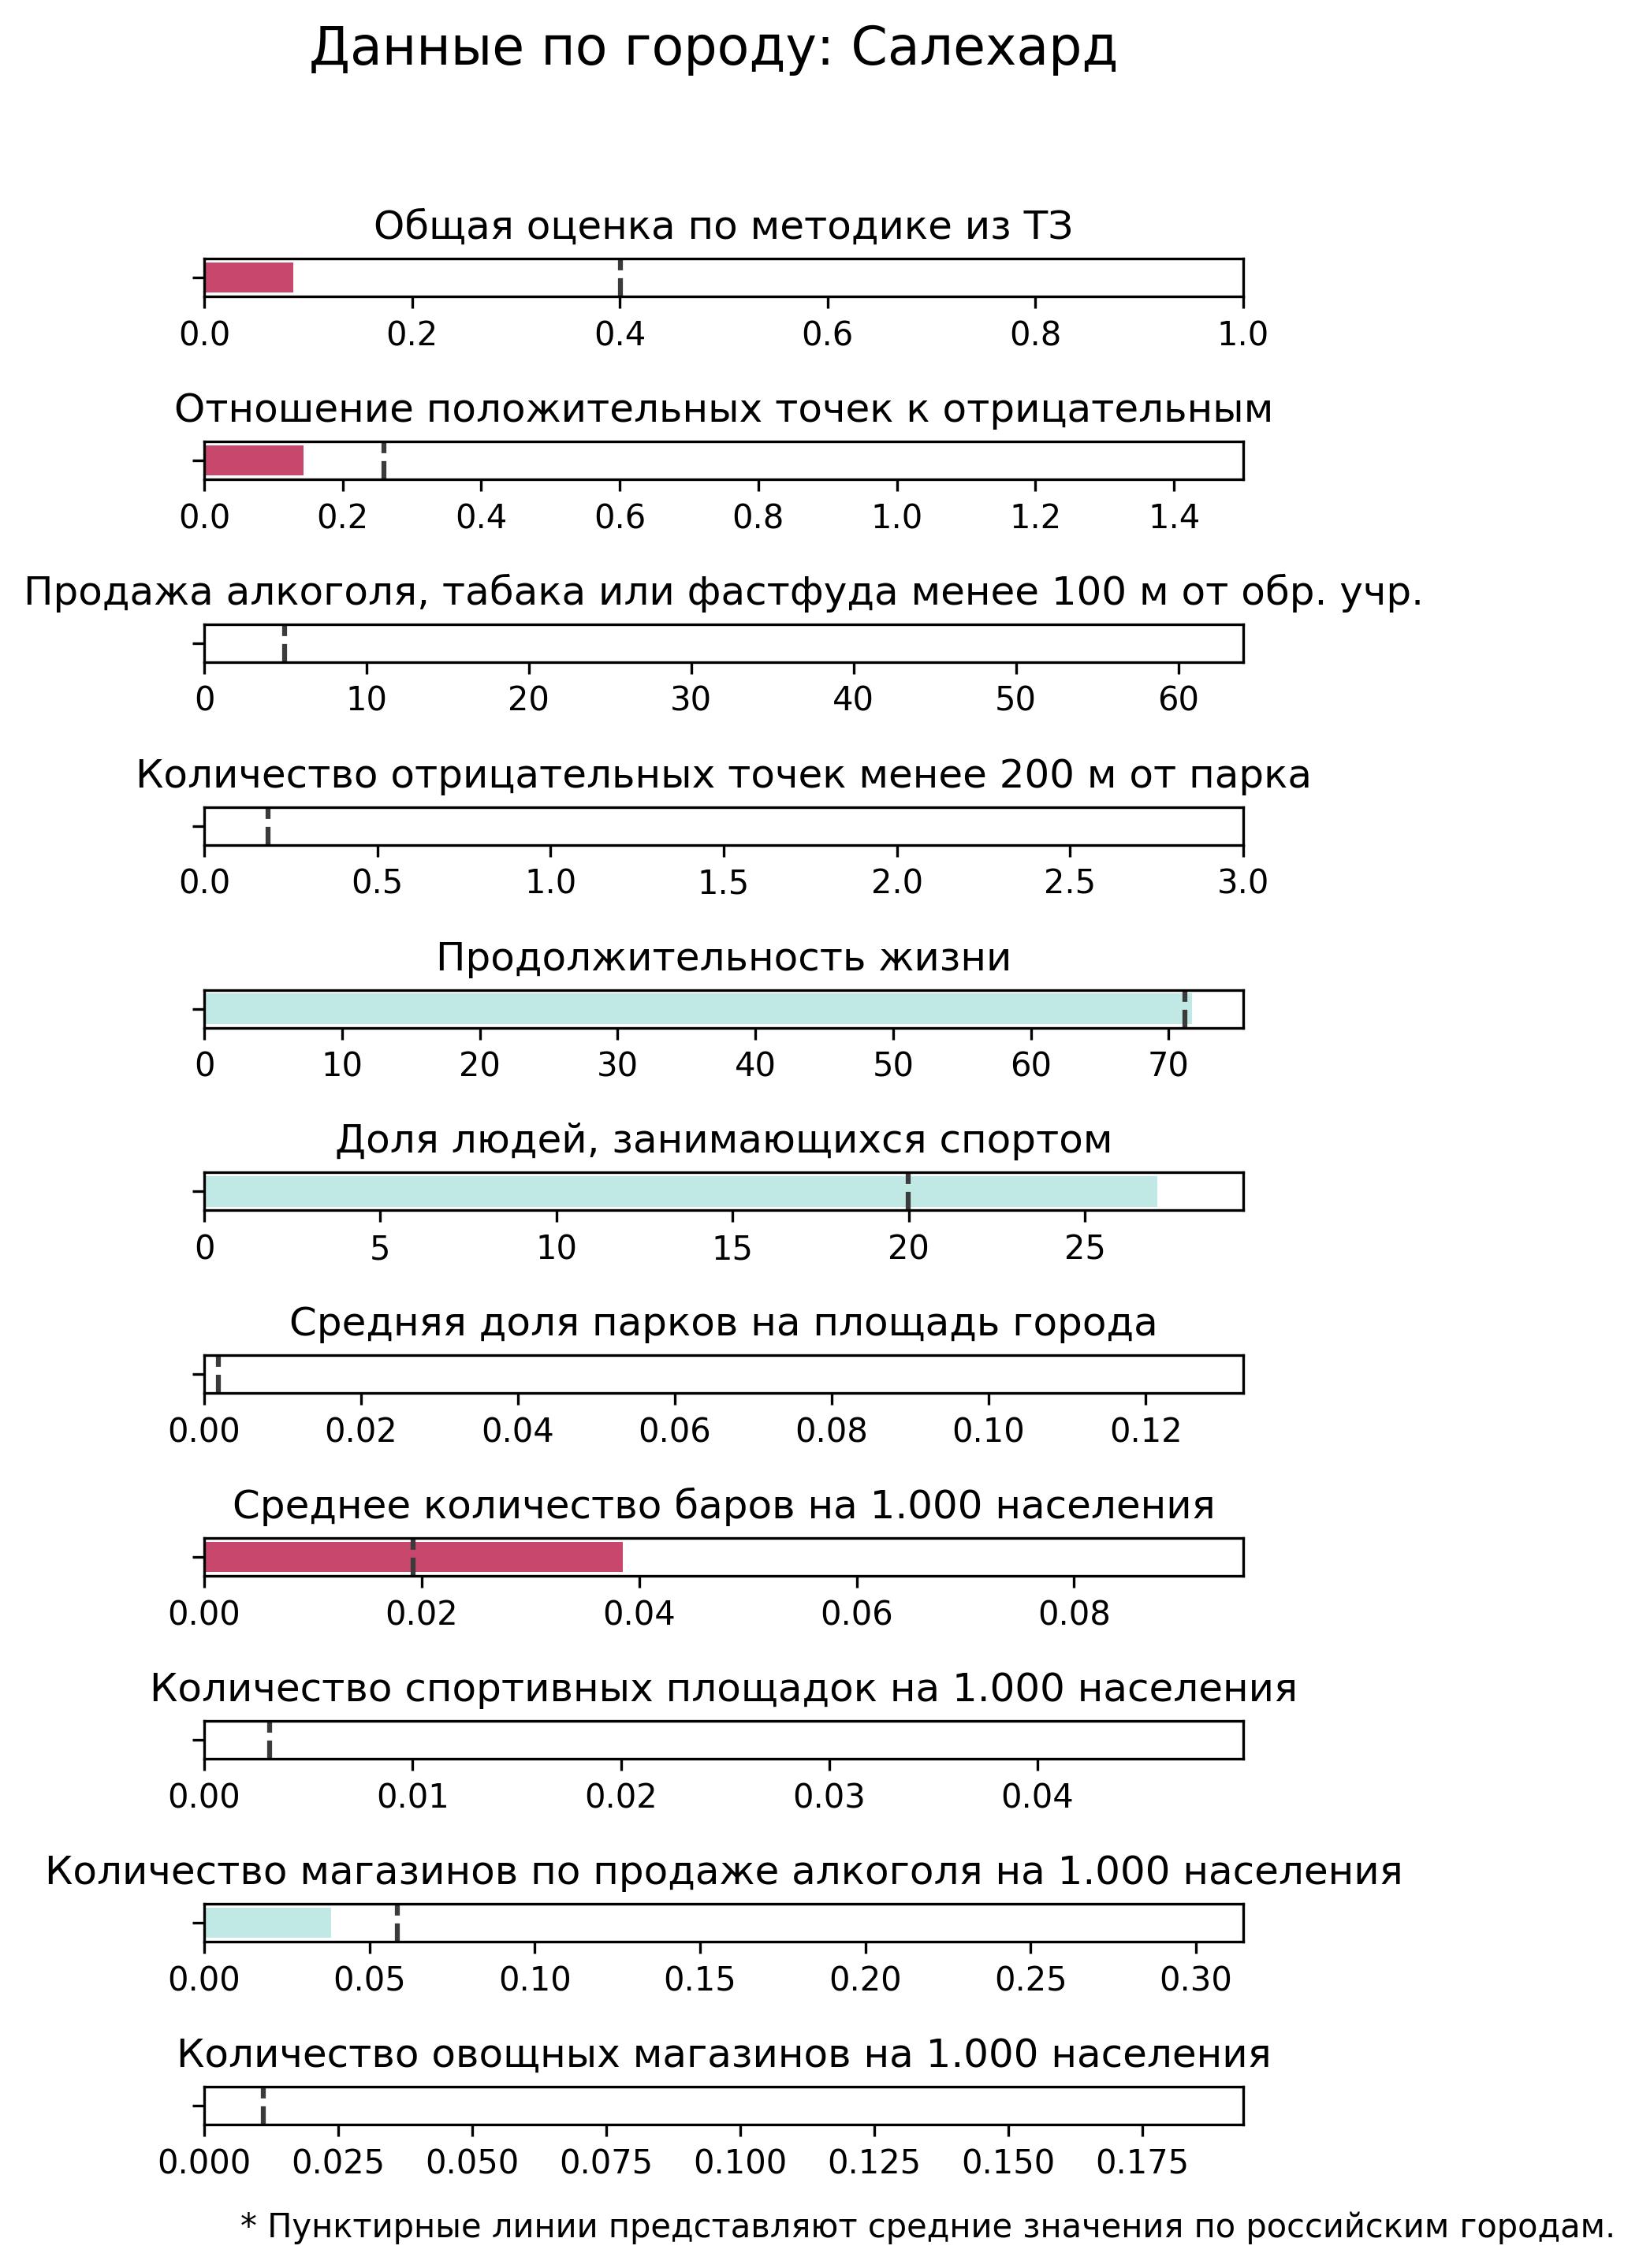 Данные по городу: Салехард
Общая оценка по методике из ТЗ
0.0 0.2 0.4 0.6 0.8 1.0
Отношение положительных точек к отрицательным
0.0 0.2 0.4 0.6 0.8 1.0 1.2 1.4
Продажа алкоголя, табака или фастфуда менее 100 м от обр. учр.
0 10 20 30 40 50 60
Количество отрицательных точек менее 200 м от парка
0.0 0.5 1.0 1.5 2.0 2.5 3.0
Продолжительность жизни
0 10 20 30 40 50 60 70
Доля людей, занимающихся спортом
0 5 10 15 20 25
Средняя доля парков на площадь города
0.00 0.02 0.04 0.06 0.08 0.10 0.12
Среднее количество баров на 1.000 населения
0.00 0.02 0.04 0.06 0.08
Количество спортивных площадок на 1.000 населения
0.00 0.01 0.02 0.03 0.04
Количество магазинов по продаже алкоголя на 1.000 населения
0.00 0.05 0.10 0.15 0.20 0.25 0.30
Количество овощных магазинов на 1.000 населения
0.000 0.025 0.050 0.075 0.100 0.125 0.150 0.175
* Пунктирные линии представляют средние значения по российским городам.